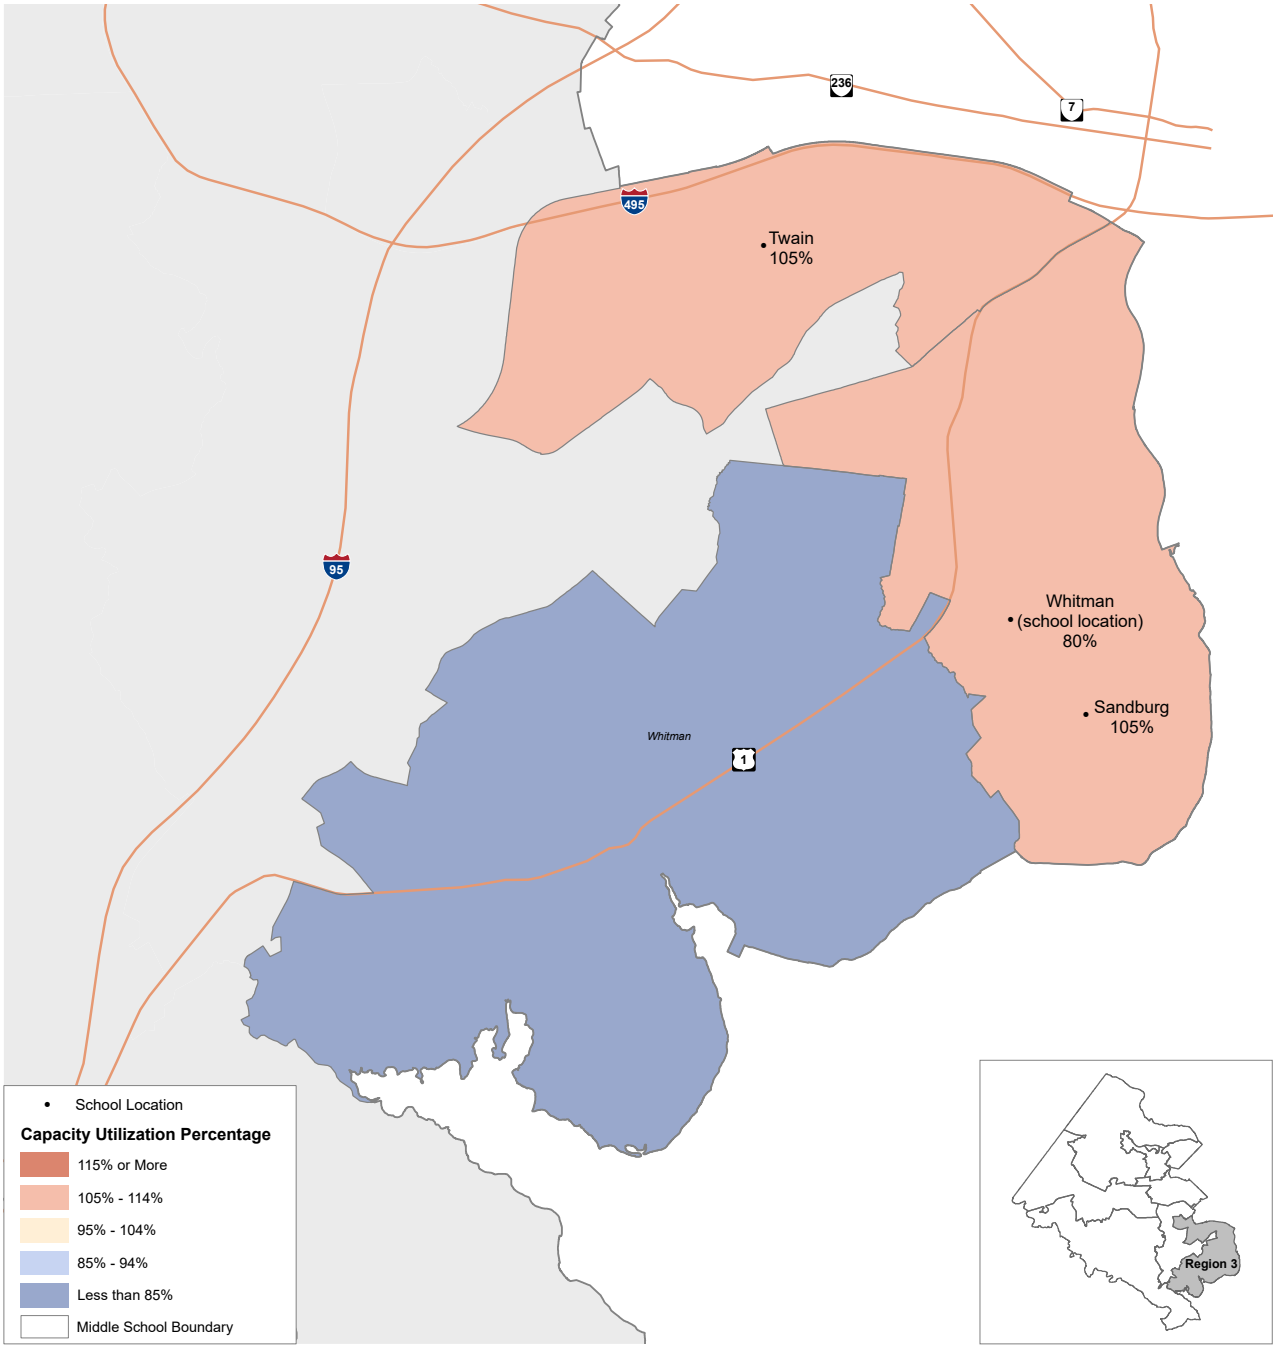 236
7
495
Twain
105%
95
Whitman
(school location)
80%
Sandburg
105%
Whitman
1
School Location
Capacity Utilization Percentage
115% or More
105% - 114%
95% - 104%
85% - 94%
Less than 85%
Middle School Boundary
Region 3